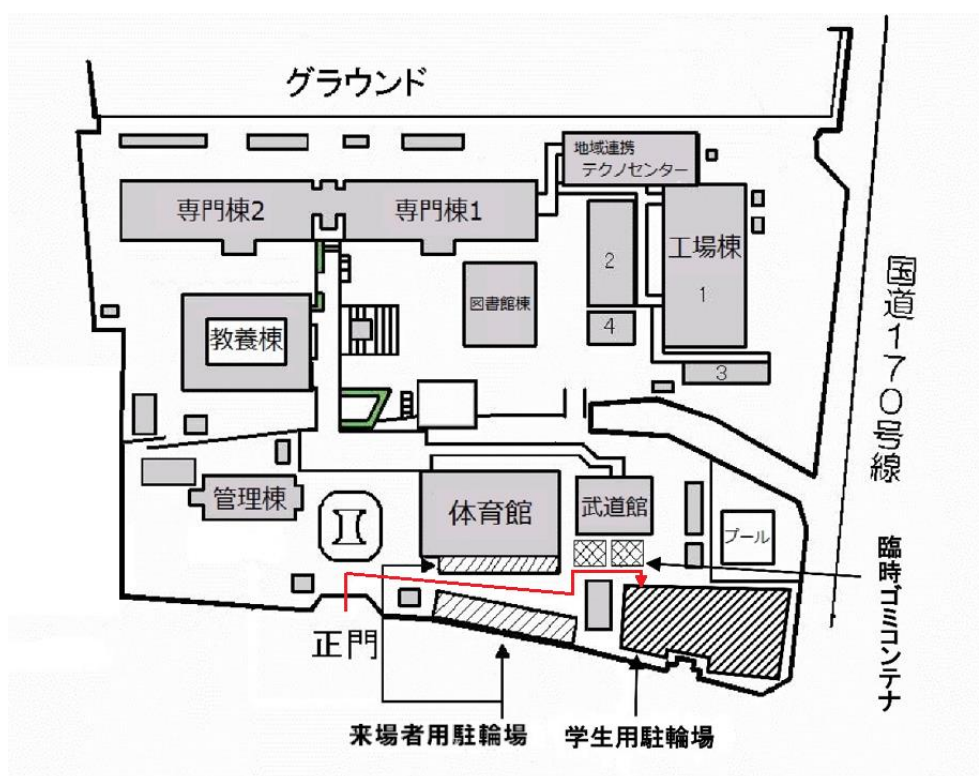 グラウンド
地域連携
テクノセンター
専門棟2
専門棟1
工場棟
2
1
図書館棟
4
教養棟
3
国道170号線
管理棟
体育館
武道館
プール
臨時ゴミコンテナ
正門
来場者用駐輪場
学生用駐輪場